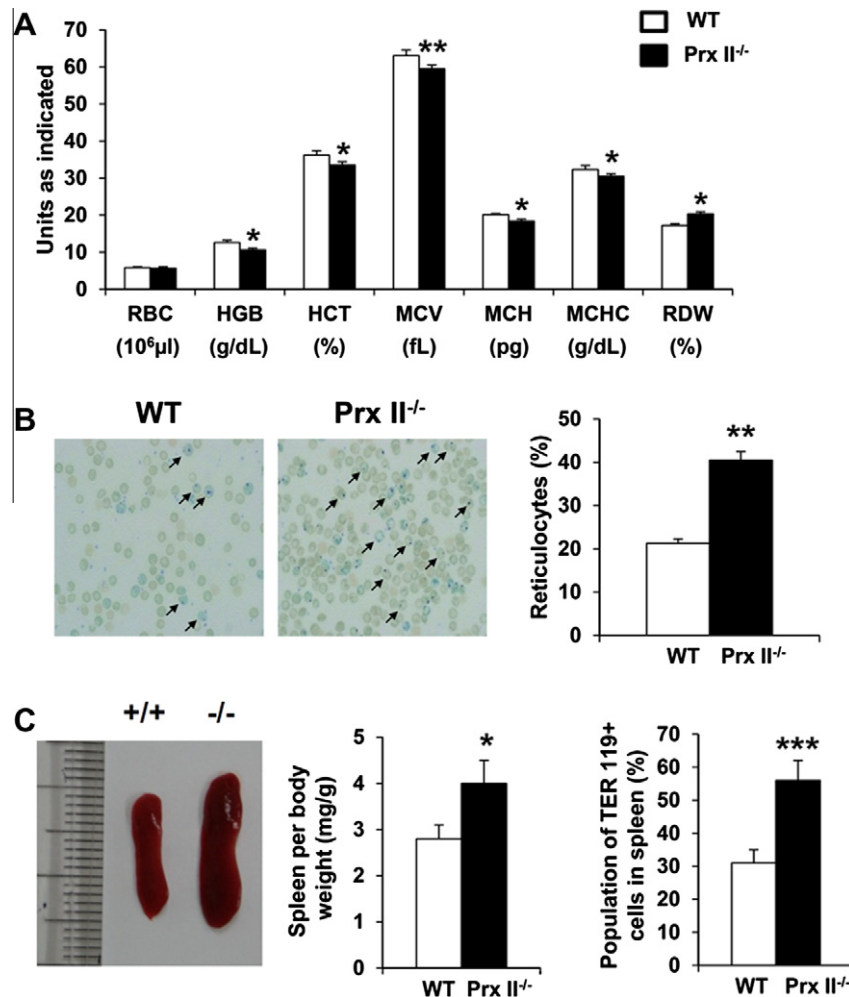 A
WT
Prx II-/-
Units as indicated
70
60
50
40
30
20
10
0
**
*
*
*
*
*
RBC HGB HCT MCV MCH MCHC RDW
(10⁶µl) (g/dL) (%) (fL) (pg) (g/dL) (%)
B
WT
Prx II-/-
Reticulocytes (%)
50
40
30
20
10
0
**
WT Prx II-/-
C
+/+ -/-
Spleen per body
weight (mg/g)
5
4
3
2
1
0
*
WT Prx II-/-
Population of TER 119+
cells in spleen (%)
70
60
50
40
30
20
10
0
***
WT Prx II-/-